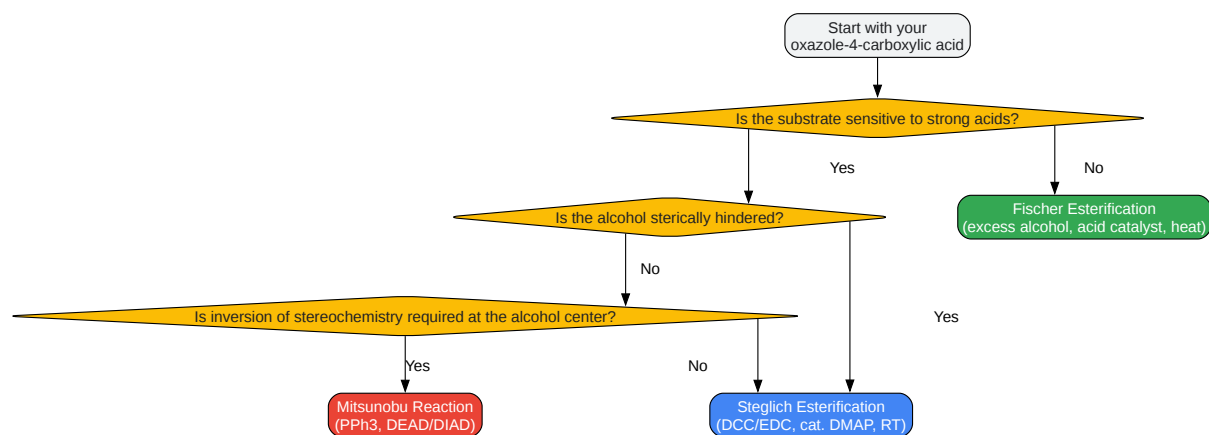 Start with your
oxazole-4-carboxylic acid
Is the substrate sensitive to strong acids?
Yes
No
Is the alcohol sterically hindered?
Fischer Esterification
(excess alcohol, acid catalyst, heat)
No
Is inversion of stereochemistry required at the alcohol center?
Yes
Yes
No
Mitsunobu Reaction
(PPh3, DEAD/DIAD)
Steglich Esterification
(DCC/EDC, cat. DMAP, RT)